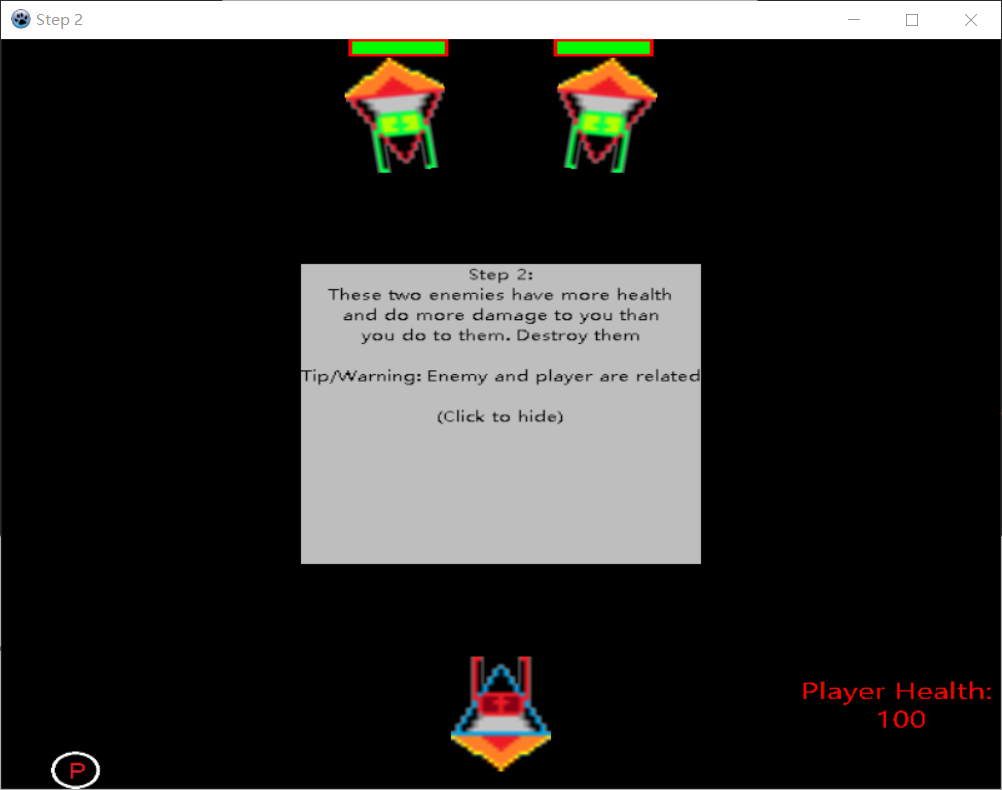 Step 2
Step 2:
These two enemies have more health
and do more damage to you than
you do to them. Destroy them
Tip/Warning: Enemy and player are related
(Click to hide)
Player Health:
100
P